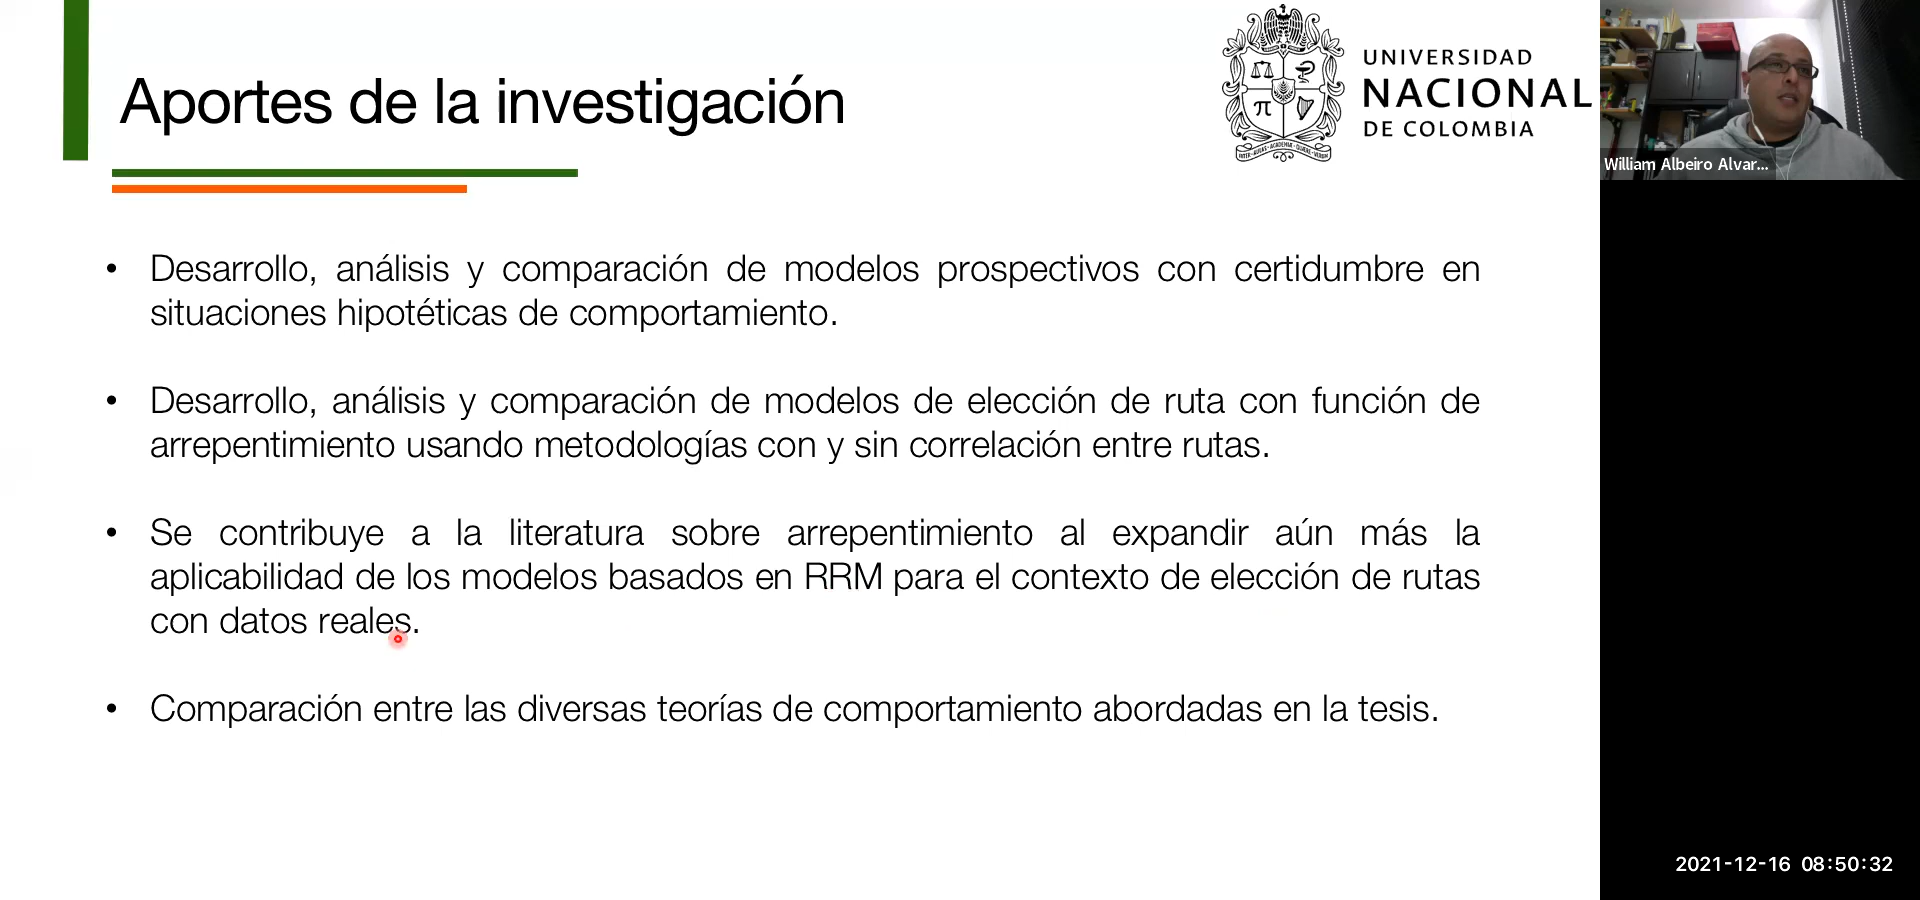 Aportes de la investigación
UNIVERSIDAD
NACIONAL
DE COLOMBIA
William Albeiro Alvar...
• Desarrollo, análisis y comparación de modelos prospectivos con certidumbre en
situaciones hipotéticas de comportamiento.
• Desarrollo, análisis y comparación de modelos de elección de ruta con función de
arrepentimiento usando metodologías con y sin correlación entre rutas.
• Se contribuye a la literatura sobre arrepentimiento al expandir aún más la
aplicabilidad de los modelos basados en RRM para el contexto de elección de rutas
con datos reales.
• Comparación entre las diversas teorías de comportamiento abordadas en la tesis.
2021-12-16 08:50:32